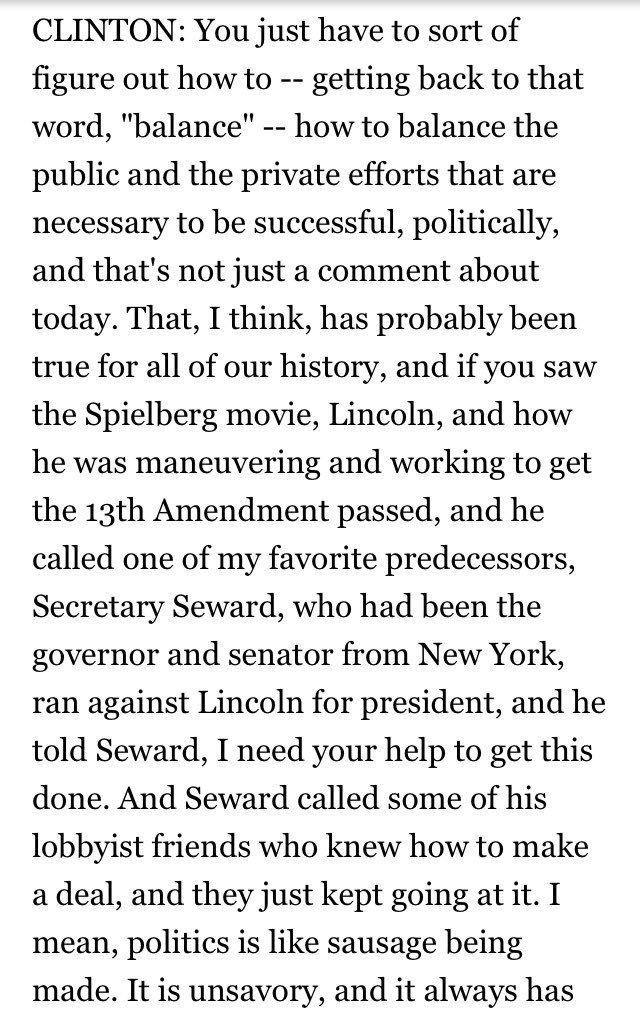 CLINTON: You just have to sort of
figure out how to -- getting back to that
word, "balance" -- how to balance the
public and the private efforts that are
necessary to be successful, politically,
and that's not just a comment about
today. That, I think, has probably been
true for all of our history, and if you saw
the Spielberg movie, Lincoln, and how
he was maneuvering and working to get
the 13th Amendment passed, and he
called one of my favorite predecessors,
Secretary Seward, who had been the
governor and senator from New York,
ran against Lincoln for president, and he
told Seward, I need your help to get this
done. And Seward called some of his
lobbyist friends who knew how to make
a deal, and they just kept going at it. I
mean, politics is like sausage being
made. It is unsavory, and it always has